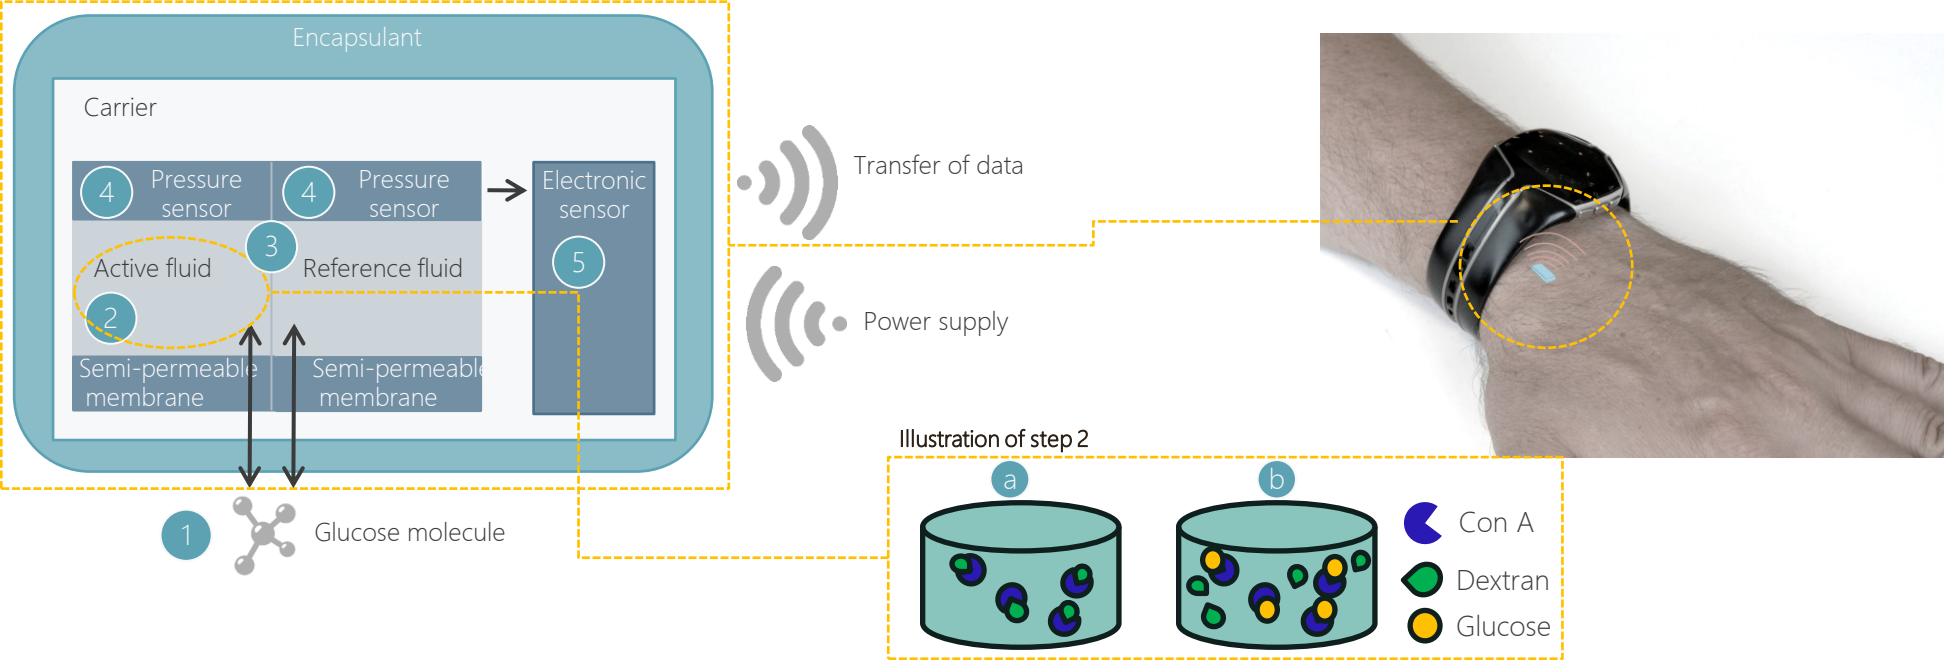 Encapsulant
Carrier
4
Pressure
sensor
4
Pressure
sensor
Electronic
sensor
3
5
Active fluid
Reference fluid
2
Semi-permeable
membrane
Semi-permeabl
membrane
1
Glucose molecule
Transfer of data
Power supply
Illustration of step 2
a
b
Con A
Dextran
Glucose